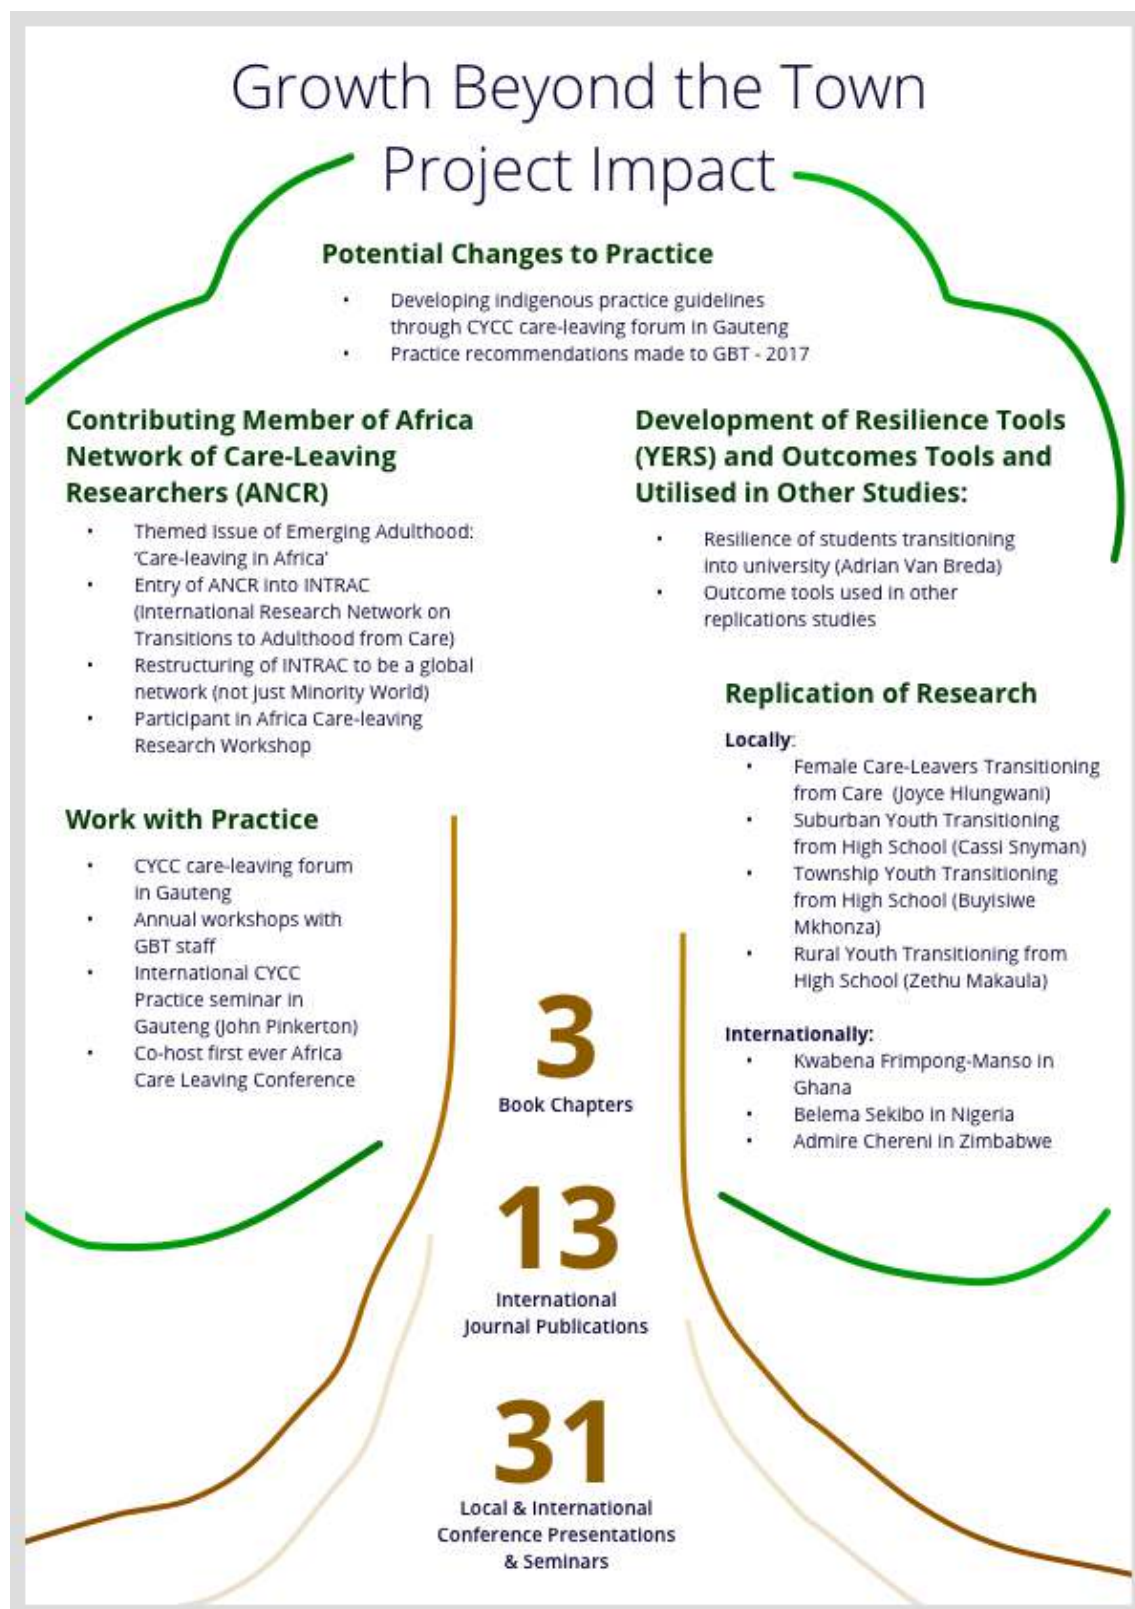 Growth Beyond the Town
Project Impact
Potential Changes to Practice
• Developing indigenous practice guidelines
through CYCC care-leaving forum in Gauteng
• Practice recommendations made to GBT - 2017
Contributing Member of Africa
Network of Care-Leaving
Researchers (ANCR)
• Themed Issue of Emerging Adulthood:
‘Care-leaving in Africa’
• Entry of ANCR into INTRAC
(International Research Network on
Transitions to Adulthood from Care)
• Restructuring of INTRAC to be a global
network (not just Minority World)
• Participant in Africa Care-leaving
Research Workshop
Work with Practice
• CYCC care-leaving forum
in Gauteng
• Annual workshops with
GBT staff
• International CYCC
Practice seminar in
Gauteng (John Pinkerton)
• Co-host first ever Africa
Care Leaving Conference
Development of Resilience Tools
(YERS) and Outcomes Tools and
Utilised in Other Studies:
• Resilience of students transitioning
into university (Adrian Van Breda)
• Outcome tools used in other
replications studies
Replication of Research
Locally:
• Female Care-Leavers Transitioning
from Care (Joyce Hlungwani)
• Suburban Youth Transitioning
from High School (Cassi Snyman)
• Township Youth Transitioning
from High School (Buyisiwe
Mkhonza)
• Rural Youth Transitioning from
High School (Zethu Makaula)
Internationally:
• Kwabena Frimpong-Manso in
Ghana
• Belema Sekibo in Nigeria
• Admire Chereni in Zimbabwe
3
Book Chapters
13
International
Journal Publications
31
Local & International
Conference Presentations
& Seminars